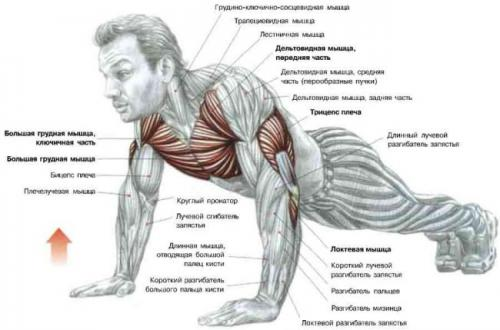 Грудино-ключично-сосцевидная мышца
Трапециевидная мышца
Лестничная мышца
Дельтовидная мышца,
передняя часть
Дельтовидная мышца, средняя
часть (перообразные пучки)
Дельтовидная мышца, задняя часть
Трицепс плеча
Длинный лучевой
разгибатель запястья
Большая грудная мышца,
ключичная часть
Большая грудная мышца
Бицепс плеча
Плечелучевая мышца
Круглый пронатор
Лучевой сгибатель
запястья
Длинная мышца,
отводящая большой
палец кисти
Короткий разгибатель
большого пальца кисти
Локтевая мышца
Короткий лучевой
разгибатель запястья
Разгибатель пальцев
Разгибатель мизинца
Локтевой разгибатель запястья